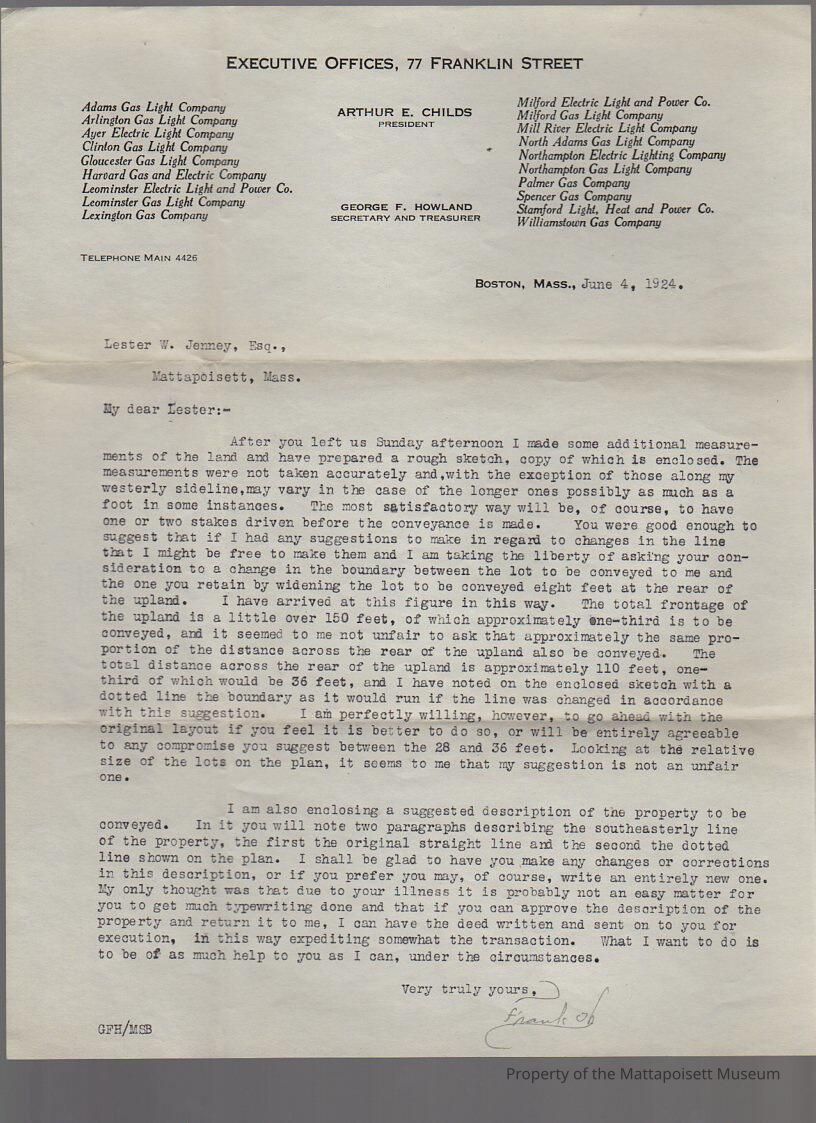 EXECUTIVE OFFICES, 77 FRANKLIN STREET
Adams Gas Light Company
Arlington Gas Light Company
Ayer Electric Light Company
Clinton Gas Light Company
Gloucester Gas Light Company
Harvard Gas and Electric Company
Leominster Electric Light and Power Co.
Leominster Gas Light Company
Lexington Gas Company
TELEPHONE MAIN 4426
ARTHUR E. CHILDS
PRESIDENT
GEORGE F. HOWLAND
SECRETARY AND TREASURER
Milford Electric Light and Power Co.
Milford Gas Light Company
Mill River Electric Light Company
North Adams Gas Light Company
Northampton Electric Lighting Company
Northampton Gas Light Company
Palmer Gas Company
Spencer Gas Company
Stamford Light, Heat and Power Co.
Williamstown Gas Company
BOSTON, MASS., June 4, 1924.
Lester W. Jenney, Esq.,
Mattapoisett, Mass.
My dear Lester:-
After you left us Sunday afternoon I made some additional measure-
ments of the land and have prepared a rough sketch, copy of which is enclosed. The
measurements were not taken accurately and,with the exception of those along my
westerly sideline,may vary in the case of the longer ones possibly as much as a
foot in some instances. The most satisfactory way will be, of course, to have
one or two stakes driven before the conveyance is made. You were good enough to
suggest that if I had any suggestions to make in regard to changes in the line
that I might be free to make them and I am taking the liberty of asking your con-
sideration to a change in the boundary between the lot to be conveyed to me and
the one you retain by widening the lot to be conveyed eight feet at the rear of
the upland. I have arrived at this figure in this way. The total frontage of
the upland is a little over 150 feet, of which approximately one-third is to be
conveyed, and it seemed to me not unfair to ask that approximately the same pro-
portion of the distance across the rear of the upland also be conveyed. The
total distance across the rear of the upland is approximately 110 feet, one-
third of which would be 36 feet, and I have noted on the enclosed sketch with a
dotted line the boundary as it would run if the line was changed in accordance
with this suggestion. I am perfectly willing, however, to go ahead with the
original layout if you feel it is better to do so, or will be entirely agreeable
to any compromise you suggest between the 28 and 36 feet. Looking at the relative
size of the lots on the plan, it seems to me that my suggestion is not an unfair
one.
I am also enclosing a suggested description of the property to be
conveyed. In it you will note two paragraphs describing the southeasterly line
of the property, the first the original straight line and the second the dotted
line shown on the plan. I shall be glad to have you make any changes or corrections
in this description, or if you prefer you may, of course, write an entirely new one.
My only thought was that due to your illness it is probably not an easy matter for
you to get much typewriting done and that if you can approve the description of the
property and return it to me, I can have the deed written and sent on to you for
execution, in this way expediting somewhat the transaction. What I want to do is
to be of as much help to you as I can, under the circumstances.
Very truly yours,
GFH/MSB
Property of the Mattapoisett Museum